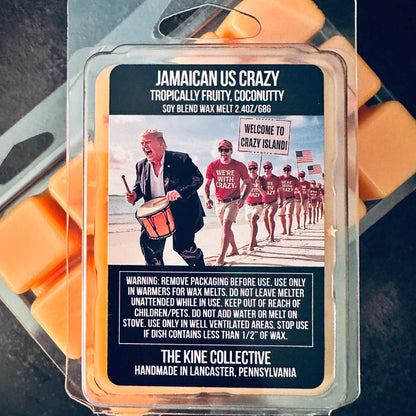 JAMAICAN US CRAZY
TROPICALLY FRUITY, COCONUTTY
SOY BLEND WAX MELT 2.4OZ/68G
WELCOME TO
CRAZY ISLAND!
WE'RE
WITH
CRAZY.
WE'RE
WITH
CRAZY
WARNING: REMOVE PACKAGING BEFORE USE. USE ONLY
IN WARMERS FOR WAX MELTS. DO NOT LEAVE MELTER
UNATTENDED WHILE IN USE. KEEP OUT OF REACH OF
CHILDREN/PETS. DO NOT ADD WATER OR MELT ON
STOVE. USE ONLY IN WELL VENTILATED AREAS. STOP USE
IF DISH CONTAINS LESS THAN 1/2" OF WAX.
THE KINE COLLECTIVE
HANDMADE IN LANCASTER, PENNSYLVANIA